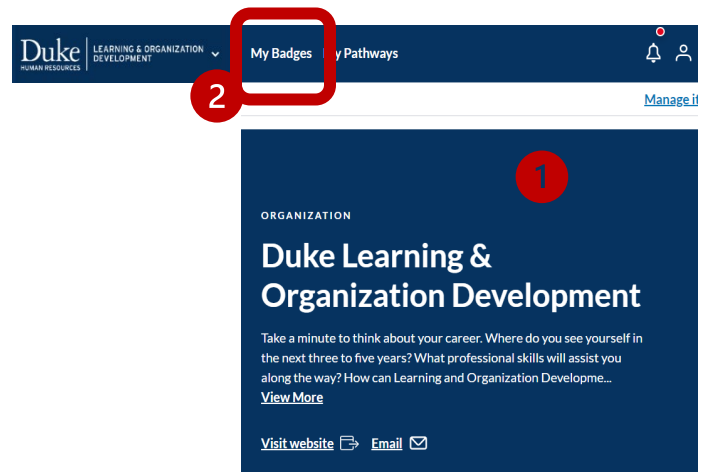 Duke
HUMAN RESOURCES
LEARNING & ORGANIZATION
DEVELOPMENT
My Badges
y Pathways
2
Manage it
1
ORGANIZATION
Duke Learning &
Organization Development
Take a minute to think about your career. Where do you see yourself in
the next three to five years? What professional skills will assist you
along the way? How can Learning and Organization Developme...
View More
Visit website
Email